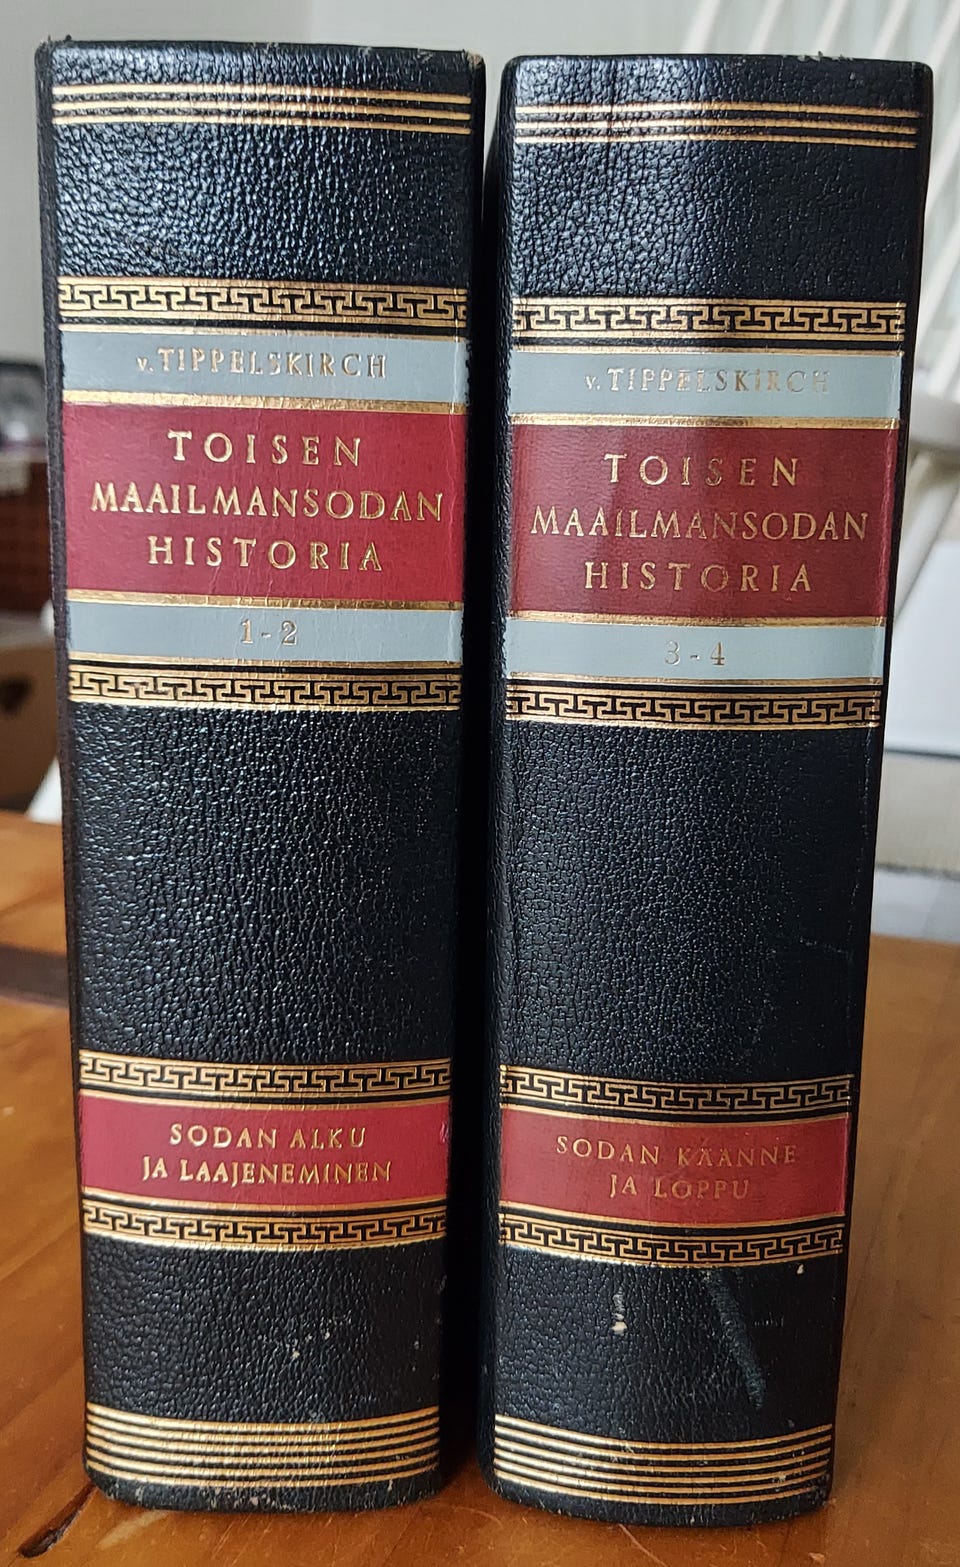 v. TIPPELSKIRCH
TOISEN
MAAILMANSODAN
HISTORIA
1-2
SODAN ALKU
JA LAAJENEMINEN
v. TIPPELSKIRCH
TOISEN
MAAILMANSODAN
HISTORIA
3-4
SODAN KÄÄNNE
JA LOPPU